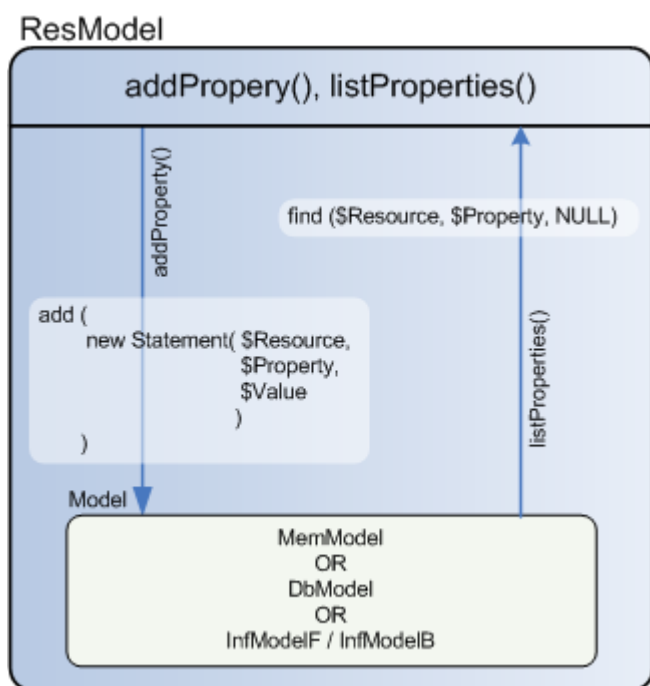 ResModel
addPropery(), listProperties()
addProperty()
find ($Resource, $Property, NULL)
add (
new Statement( $Resource,
$Property,
$Value
)
)
listProperties()
Model
MemModel
OR
DbModel
OR
InfModelF / InfModelB